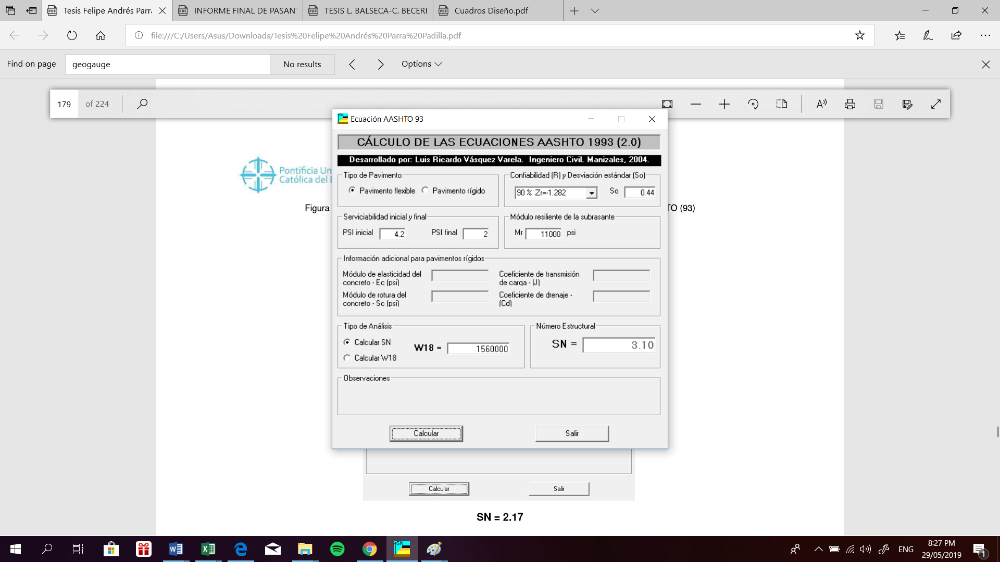 Tesis Felipe Andrés Parra
INFORME FINAL DE PASAN
TESIS L. BALSECA-C. BECER
Cuadros Diseño.pdf
file:///C:/Users/Asus/Downloads/Tesis%20Felipe%20Andrés%20Parra%20Padilla.pdf
Find on page
geogauge
No results
Options
179
of 224
Ecuación AASHTO 93
CÁLCULO DE LAS ECUACIONES AASHTO 1993 (2.0)
Desarrollado por: Luis Ricardo Vásquez Varela. Ingeniero Civil. Manizales, 2004.
Pontificia Un
Católica del E
Figura
TO (93)
Tipo de Pavimento
Pavimento flexible
Pavimento rígido
Confiabilidad (R) y Desviación estándar (So)
90 % Zr=-1.282
So
0.44
Serviciabilidad inicial y final
PSI inicial
4.2
PSI final
2
Módulo resiliente de la subrasante
Mr
11000
psi
Información adicional para pavimentos rígidos
Módulo de elasticidad del
concreto - Ec (psi)
Coeficiente de transmisión
de carga - (J)
Módulo de rotura del
concreto - Sc (psi)
Coeficiente de drenaje -
(Cd)
Tipo de Análisis
Calcular SN
Calcular W18
W18 =
1560000
Número Estructural
SN =
3.10
Observaciones
Calcular
Salir
Calcular
Salir
SN = 2.17
ENG
8:27 PM
29/05/2019
1